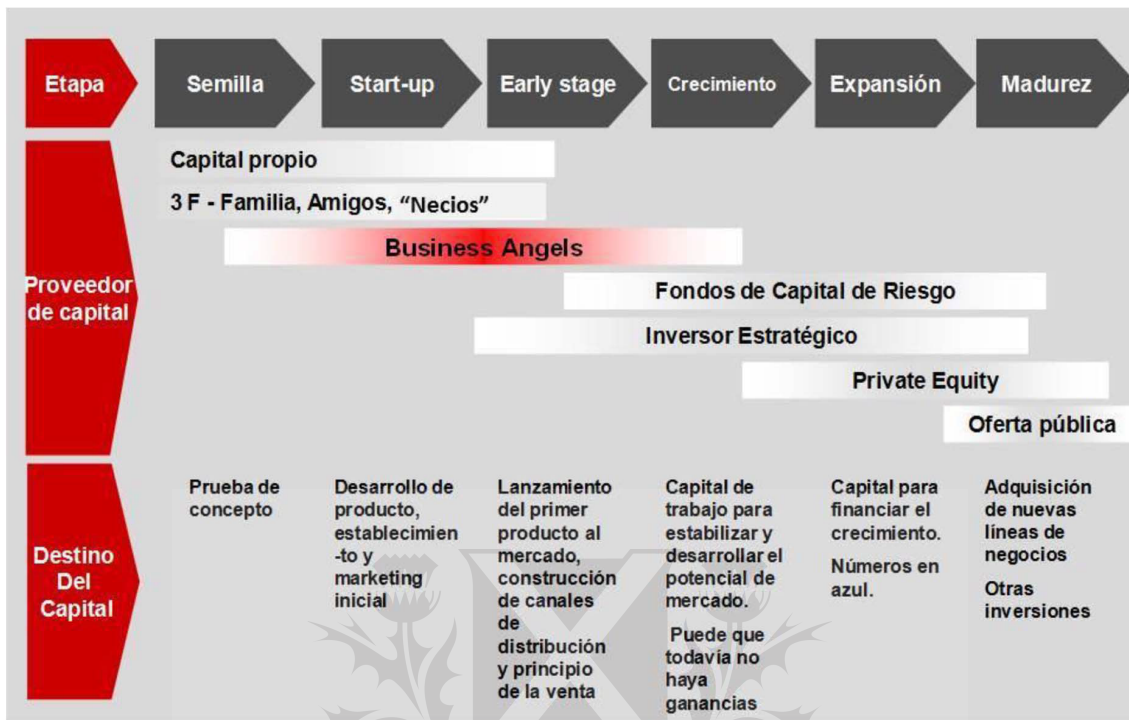 Etapa
Semilla
Start-up
Early stage
Crecimiento
Expansión
Madurez
Proveedor
de capital
Capital propio
3 F - Familia, Amigos, “Necios”
Business Angels
Fondos de Capital de Riesgo
Inversor Estratégico
Private Equity
Oferta pública
Destino
Del
Capital
Prueba de
concepto
Desarrollo de
producto,
establecimien
-to y
marketing
inicial
Lanzamiento
del primer
producto al
mercado,
construcción
de canales
de
distribución
y principio
de la venta
Capital de
trabajo para
estabilizar y
desarrollar el
potencial de
mercado.
Puede que
todavía no
haya
ganancias
Capital para
financiar el
crecimiento.
Números en
azul.
Adquisición
de nuevas
líneas de
negocios
Otras
inversiones